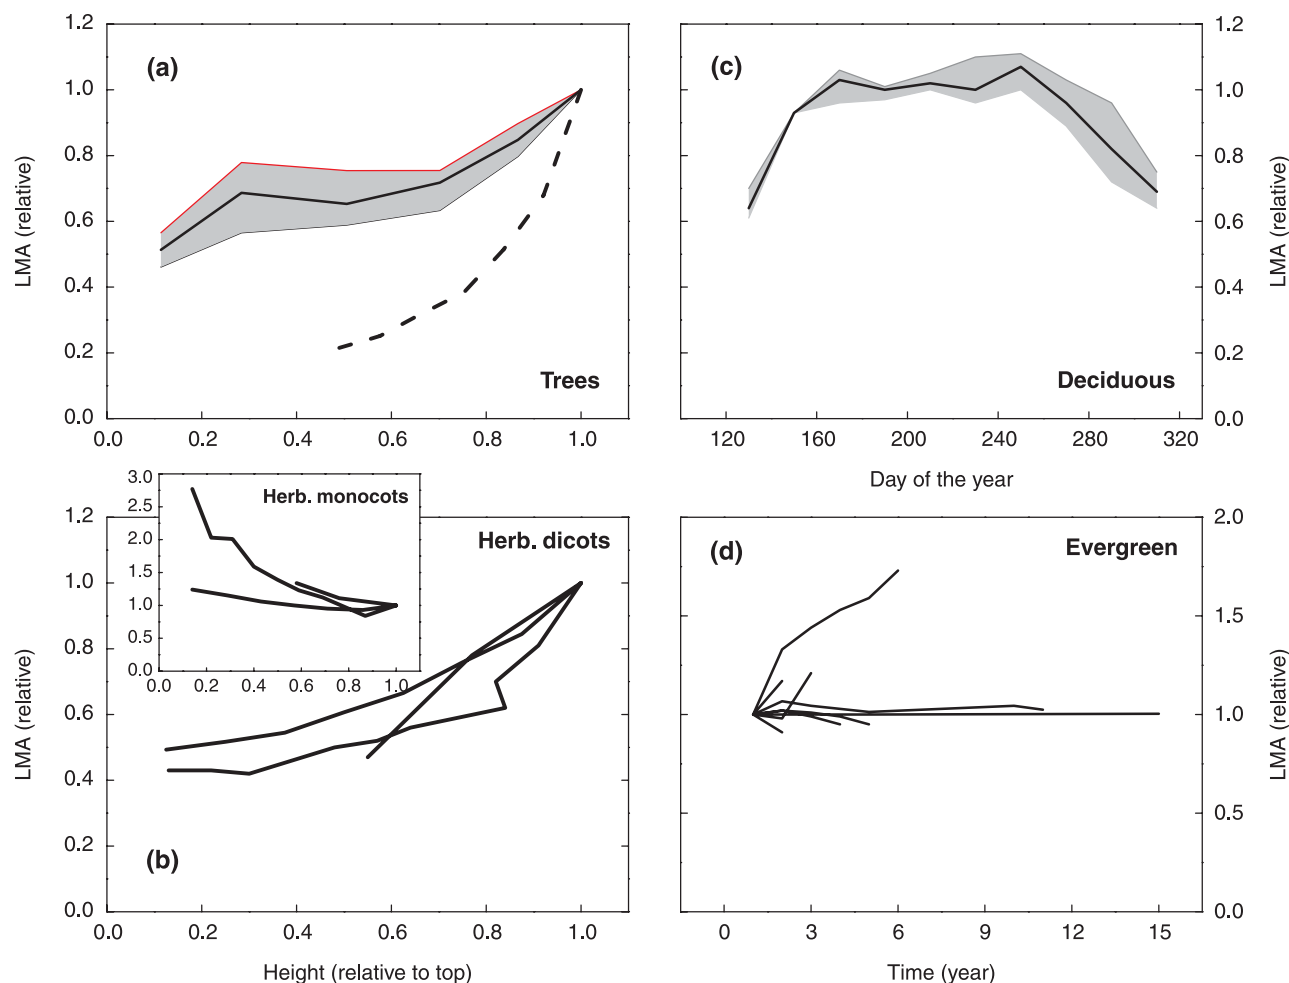 1.2
1.0
0.8
0.6
0.4
0.2
0.0
LMA (relative)
(a)
Trees
0.0 0.2 0.4 0.6 0.8 1.0
(c)
Deciduous
1.2
1.0
0.8
0.6
0.4
0.2
0.0
LMA (relative)
120 160 200 240 280 320
Day of the year
3.0
2.5
2.0
1.5
1.0
0.5
0.0
Herb. monocots
0.0 0.2 0.4 0.6 0.8 1.0
1.2
1.0
0.8
0.6
0.4
0.2
0.0
LMA (relative)
Herb. dicots
(b)
0.0 0.2 0.4 0.6 0.8 1.0
Height (relative to top)
(d)
Evergreen
2.0
1.5
1.0
0.5
0.0
LMA (relative)
0 3 6 9 12 15
Time (year)